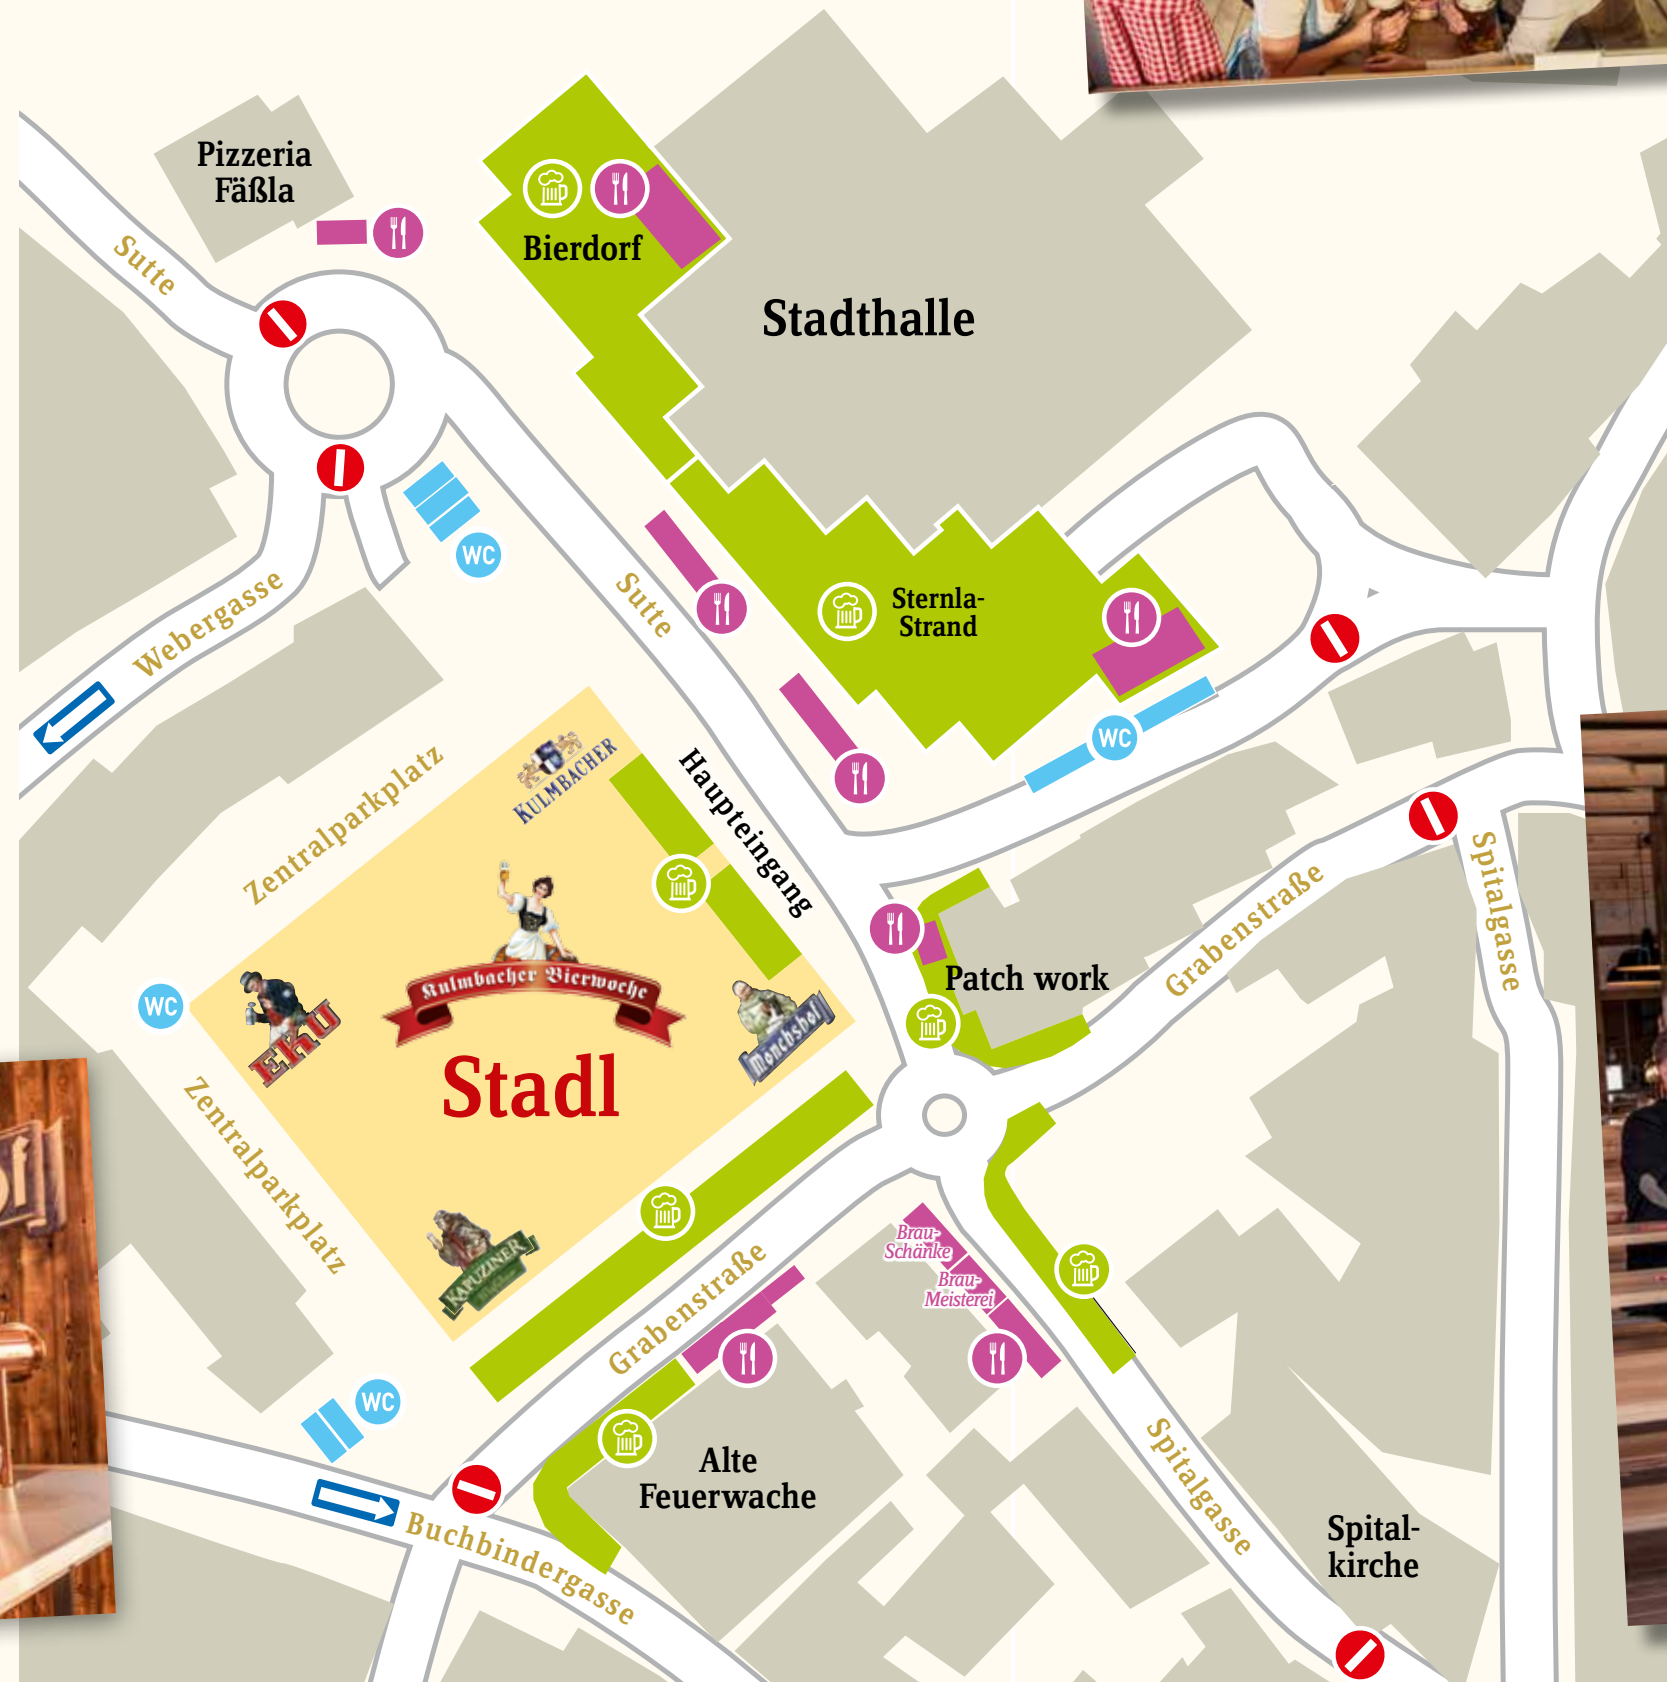 Pizzeria
Fäßla
Sutte
Bierdorf
Stadthalle
WC
Webergasse
Sutte
Sternla-
Strand
WC
Zentralparkplatz
KULMBACHER
Haupteingang
Kulmbacher Bierwoche
Stadl
EKU
Mönchshof
KAPUZINER
WC
Zentralparkplatz
Patch work
Grabenstraße
Spitalgasse
Brau-
Schänke
Brau-
Meisterei
Grabenstraße
WC
Alte
Feuerwache
Buchbindergasse
Spitalgasse
Spital-
kirche